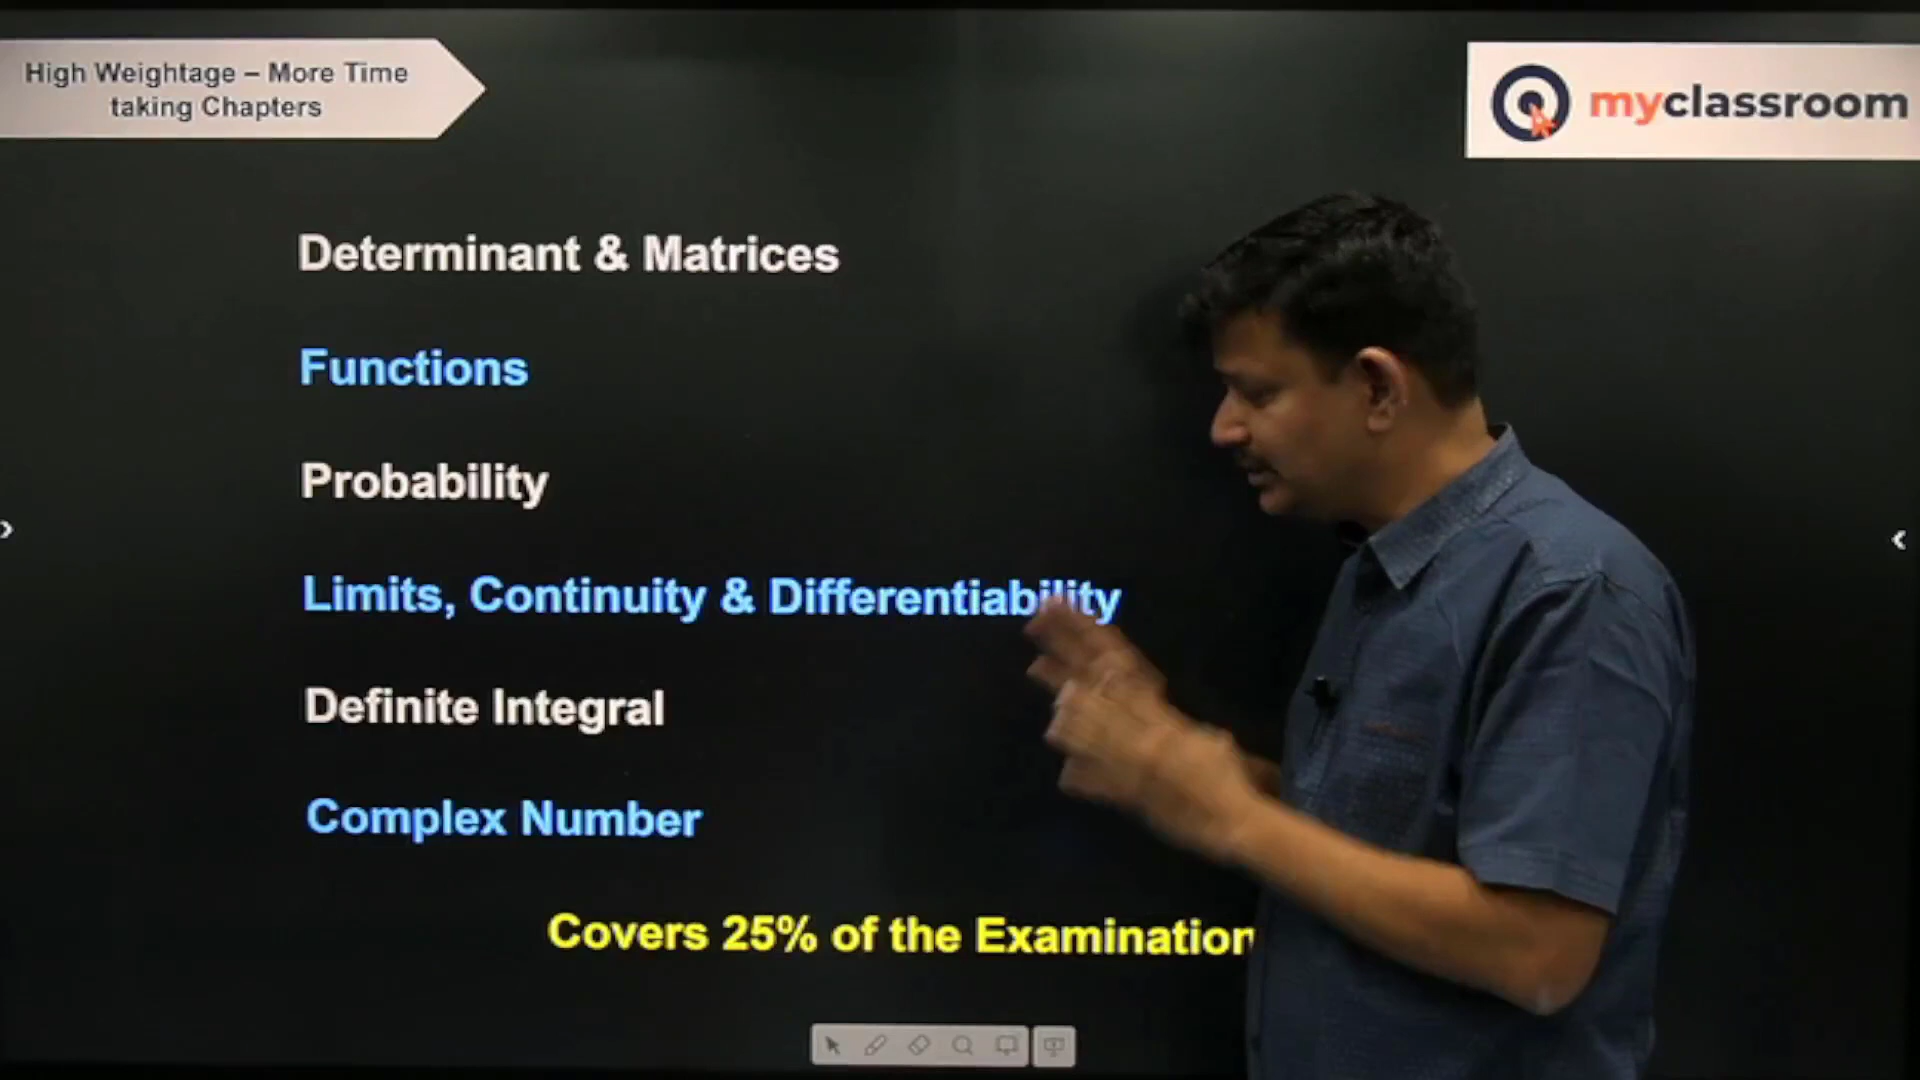 High Weightage – More Time
taking Chapters
myclassroom
Determinant & Matrices
Functions
Probability
Limits, Continuity & Differentiability
Definite Integral
Complex Number
Covers 25% of the Examination